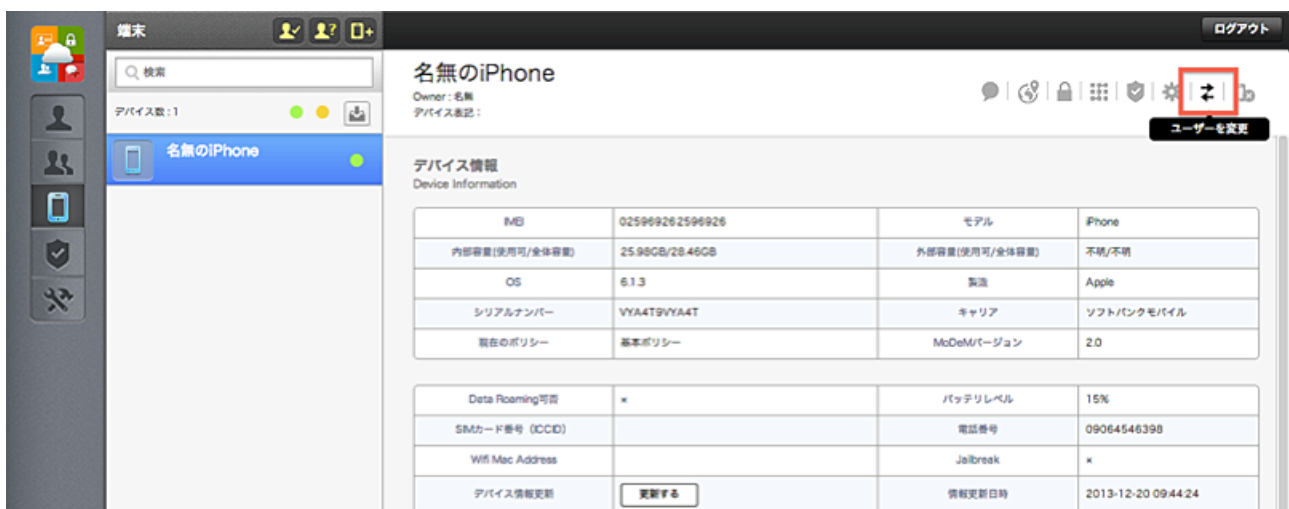 端末
ログアウト
検索
デバイス数:1
名無のiPhone
名無のiPhone
Owner : 名無
デバイス表記 :
ユーザーを変更
デバイス情報
Device Information
IMEI 025969262596926 モデル iPhone
内部容量(使用可/全体容量) 25.98GB/28.46GB 外部容量(使用可/全体容量) 不明/不明
OS 6.1.3 製造 Apple
シリアルナンバー VYA4T9VYA4T キャリア ソフトバンクモバイル
現在のポリシー 基本ポリシー MoDeMバージョン 2.0
Data Roaming可否 × バッテリレベル 15%
SIMカード番号 (ICCID) 電話番号 09064546398
Wifi Mac Address Jailbreak ×
デバイス情報更新 更新する 情報更新日時 2013-12-20 09:44:24